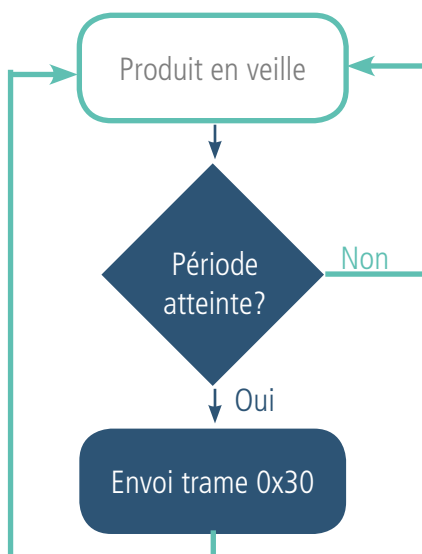 Produit en veille
Période
atteinte?
Non
Oui
Envoi trame 0x30